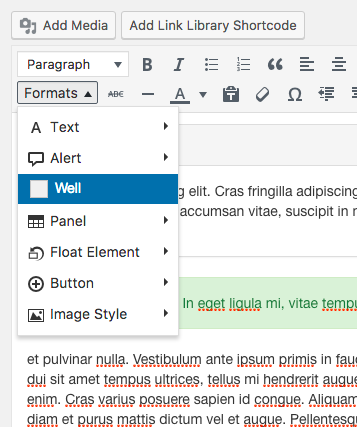 Add Media Add Link Library Shortcode
Paragraph B I
Formats ABC A Ω
Text
Alert
Well
g elit. Cras fringilla adipiscing
Panel
accumsan vitae, suscipit in
Float Element
Button
In eget ligula mi, vitae temp
Image Style
et pulvinar nulla. Vestibulum ante ipsum primis in fauc
dui sit amet tempus ultrices, tellus mi hendrerit augue
enim. Cras varius posuere sapien id congue. Aliquam
diam et purus mattis dictum vel et augue. Pellentesq